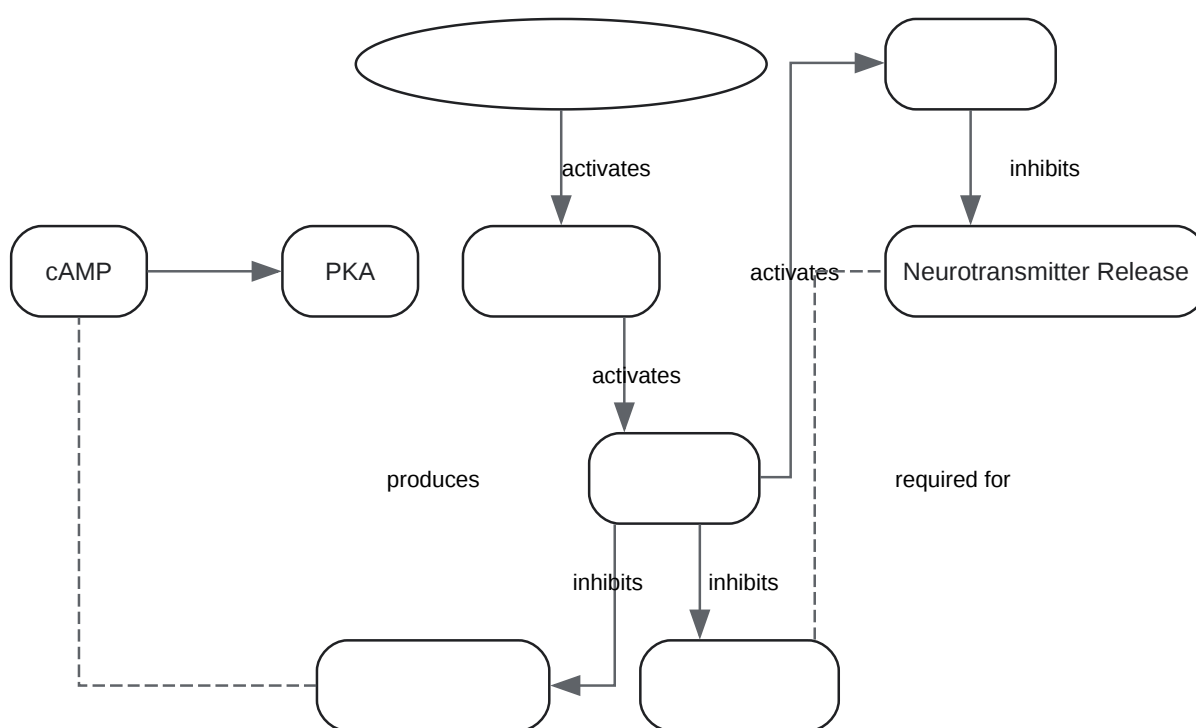 activates
inhibits
cAMP
PKA
activates
Neurotransmitter Release
activates
produces
required for
inhibits
inhibits